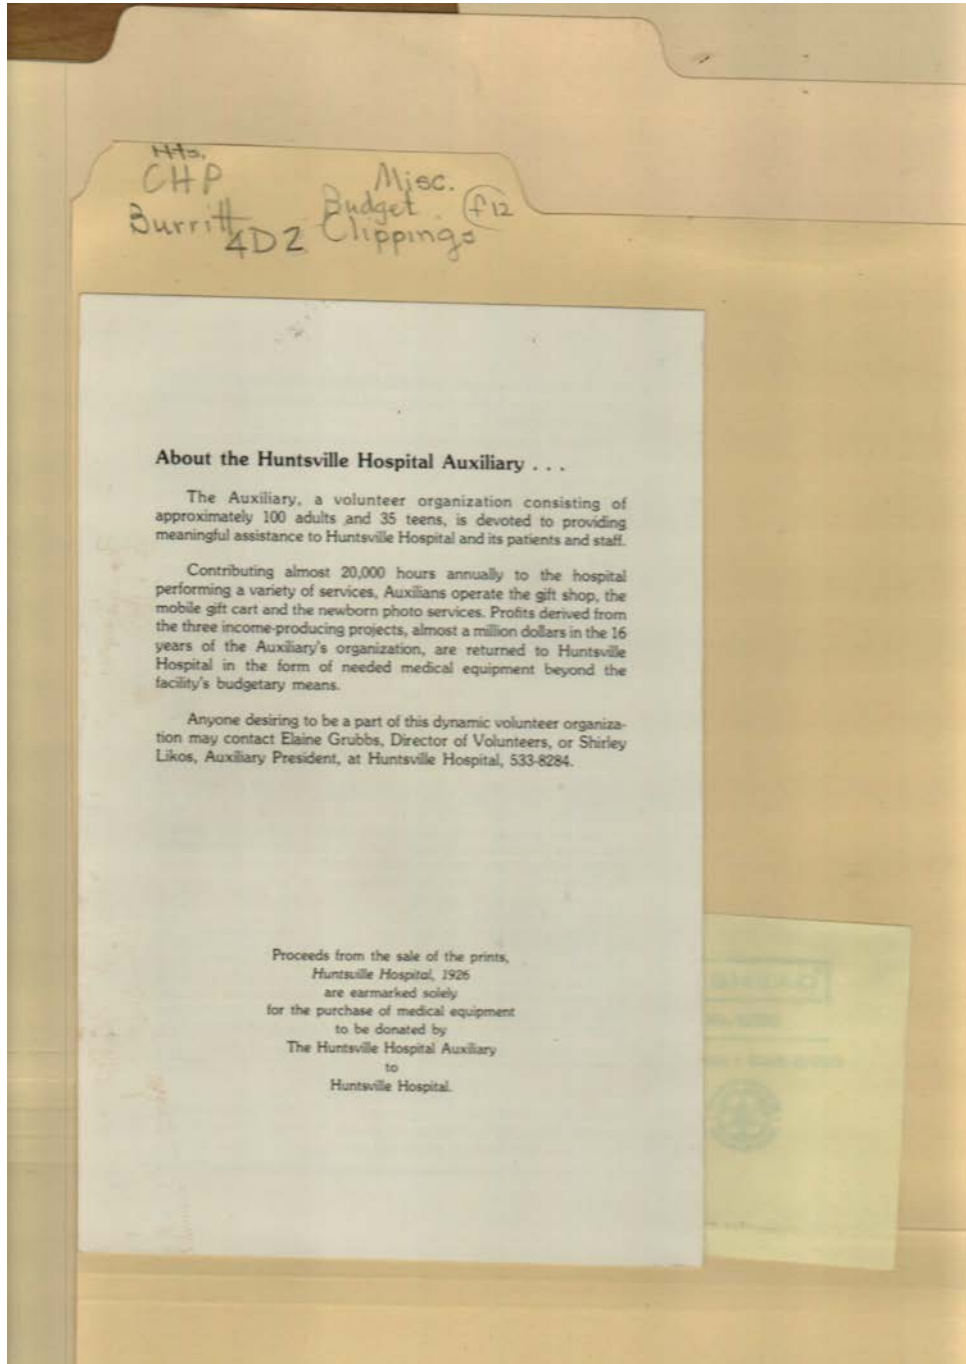 Hts.
CHP
Burritt
4D2
Misc.
Budget
Clippings
f12
About the Huntsville Hospital Auxiliary . . .
The Auxiliary, a volunteer organization consisting of
approximately 100 adults and 35 teens, is devoted to providing
meaningful assistance to Huntsville Hospital and its patients and staff.
Contributing almost 20,000 hours annually to the hospital
performing a variety of services, Auxilians operate the gift shop, the
mobile gift cart and the newborn photo services. Profits derived from
the three income-producing projects, almost a million dollars in the 16
years of the Auxiliary's organization, are returned to Huntsville
Hospital in the form of needed medical equipment beyond the
facility's budgetary means.
Anyone desiring to be a part of this dynamic volunteer organiza-
tion may contact Elaine Grubbs, Director of Volunteers, or Shirley
Likos, Auxiliary President, at Huntsville Hospital, 533-8284.
Proceeds from the sale of the prints,
Huntsville Hospital, 1926
are earmarked solely
for the purchase of medical equipment
to be donated by
The Huntsville Hospital Auxiliary
to
Huntsville Hospital.